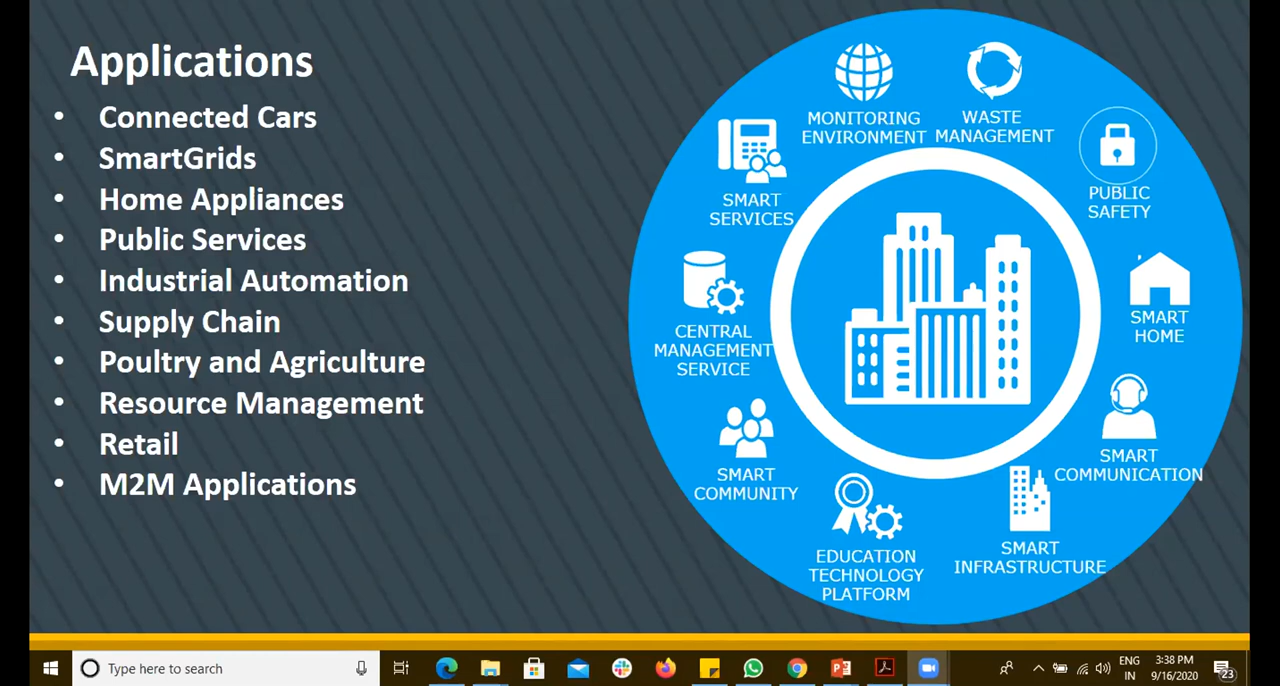 Applications
• Connected Cars
• SmartGrids
• Home Appliances
• Public Services
• Industrial Automation
• Supply Chain
• Poultry and Agriculture
• Resource Management
• Retail
• M2M Applications
MONITORING
ENVIRONMENT
WASTE
MANAGEMENT
PUBLIC
SAFETY
SMART
HOME
SMART
COMMUNICATION
SMART
INFRASTRUCTURE
EDUCATION
TECHNOLOGY
PLATFORM
SMART
COMMUNITY
CENTRAL
MANAGEMENT
SERVICE
SMART
SERVICES
Type here to search
ENG
IN
3:38 PM
9/16/2020
23